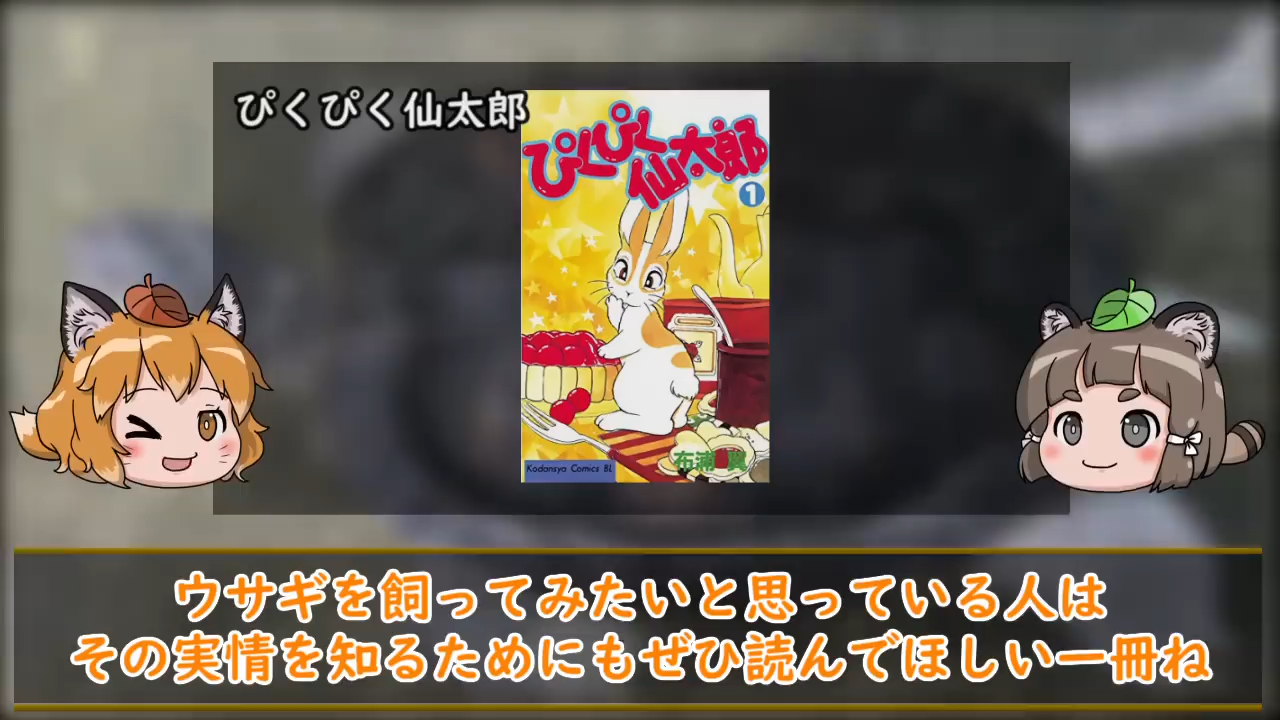 ぴくぴく仙太郎
ぴくぴく
仙太郎
1
Kodansya Comics BL
布浦 翼
ウサギを飼ってみたいと思っている人は
その実情を知るためにもぜひ読んでほしい一冊ね